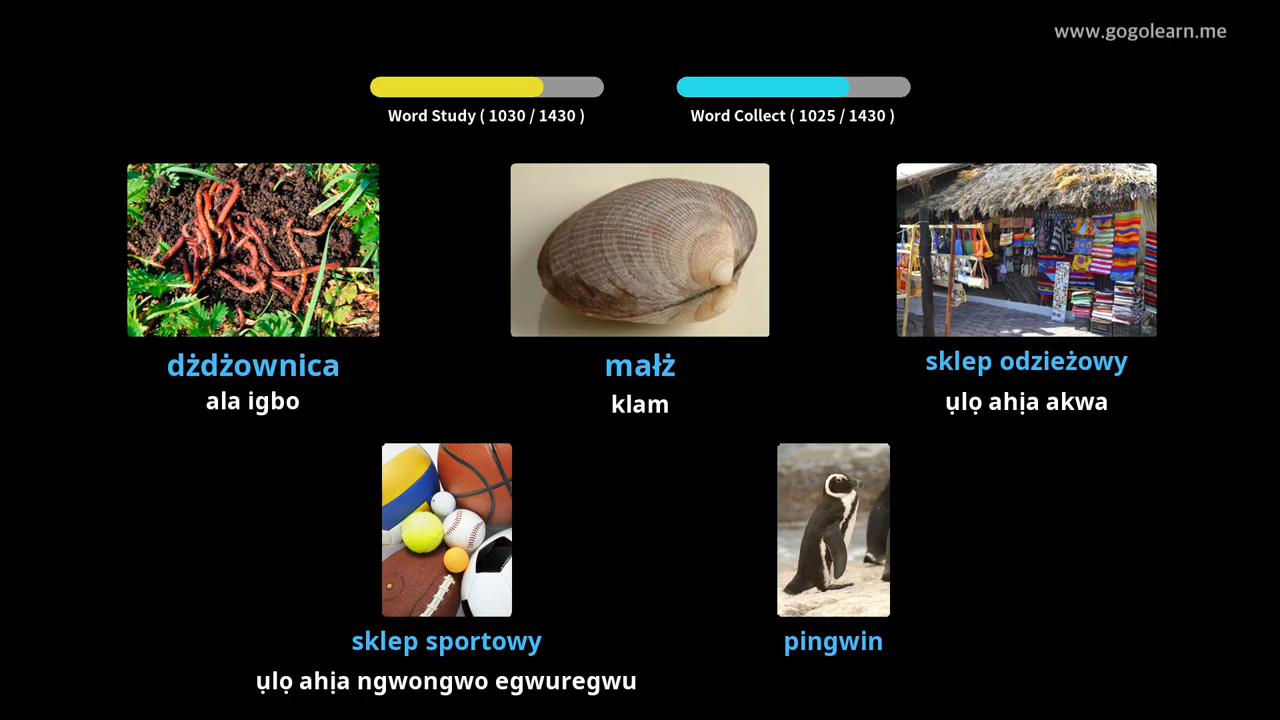 www.gogolearn.me
Word Study ( 1030 / 1430 )
Word Collect ( 1025 / 1430 )
dżdżownica
małż
sklep odzieżowy
ala igbo
klam
ụlọ ahịa akwa
sklep sportowy
pingwin
ụlọ ahịa ngwongwo egwuregwu